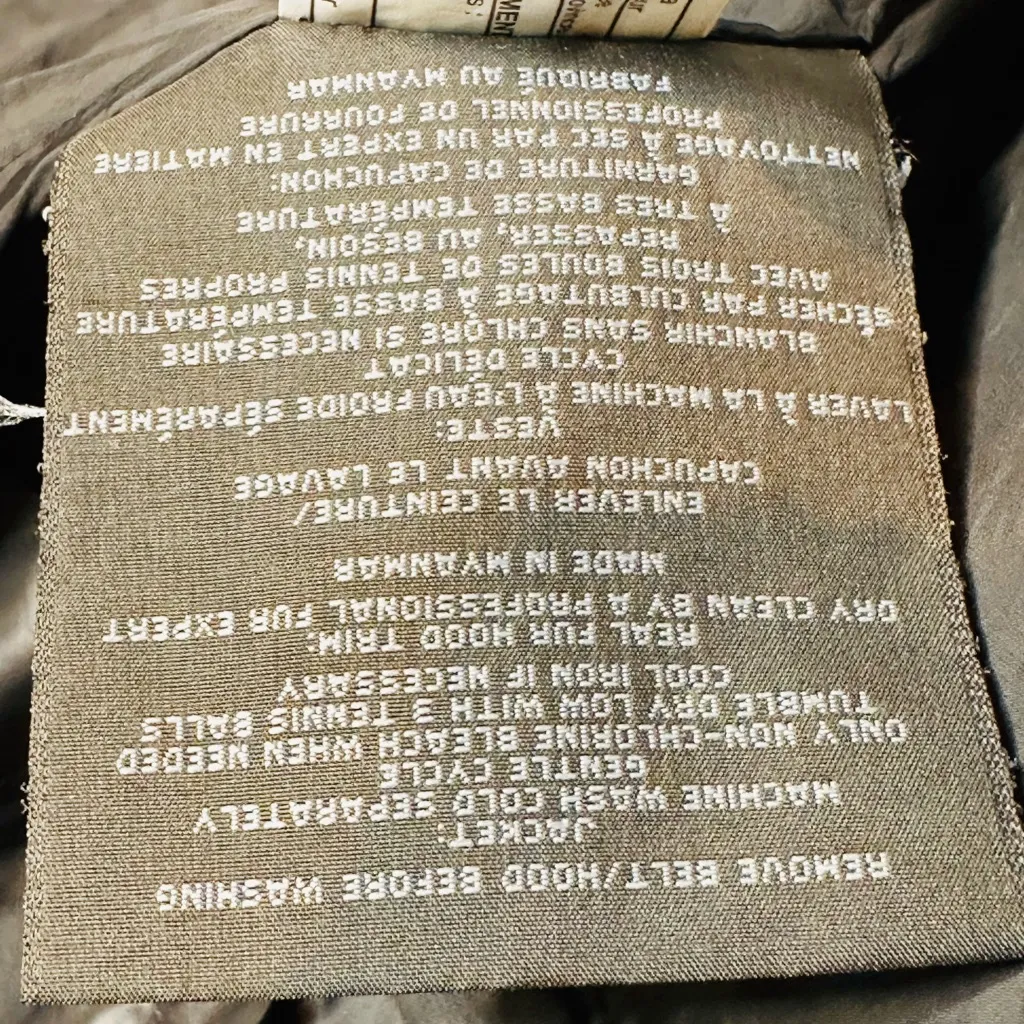 REMOVE BELT/HOOD BEFORE WASHING
JACKET:
MACHINE WASH COLD SEPARATELY
GENTLE CYCLE
ONLY NON-CHLORINE BLEACH WHEN NEEDED
TUMBLE DRY LOW WITH 3 TENNIS BALLS
COOL IRON IF NECESSARY
REAL FUR HOOD TRIM:
DRY CLEAN BY A PROFESSIONAL FUR EXPERT
MADE IN MYANMAR
ENLEVER LE CEINTURE/
CAPUCHON AVANT LE LAVAGE
VESTE:
LAVER À LA MACHINE À L'EAU FROIDE SÉPARÉMENT
CYCLE DÉLICAT
BLANCHIR SANS CHLORE SI NECESSAIRE
SÉCHER PAR CULBUTAGE À BASSE TEMPÉRATURE
AVEC TROIS BOULES DE TENNIS PROPRES
REPASSER, AU BESOIN,
À TRES BASSE TEMPÉRATURE
GARNITURE DE CAPUCHON:
NETTOYAGE À SEC PAR UN EXPERT EN MATIERE
PROFESSIONNEL DE FOURRURE
FABRIQUÉ AU MYANMAR